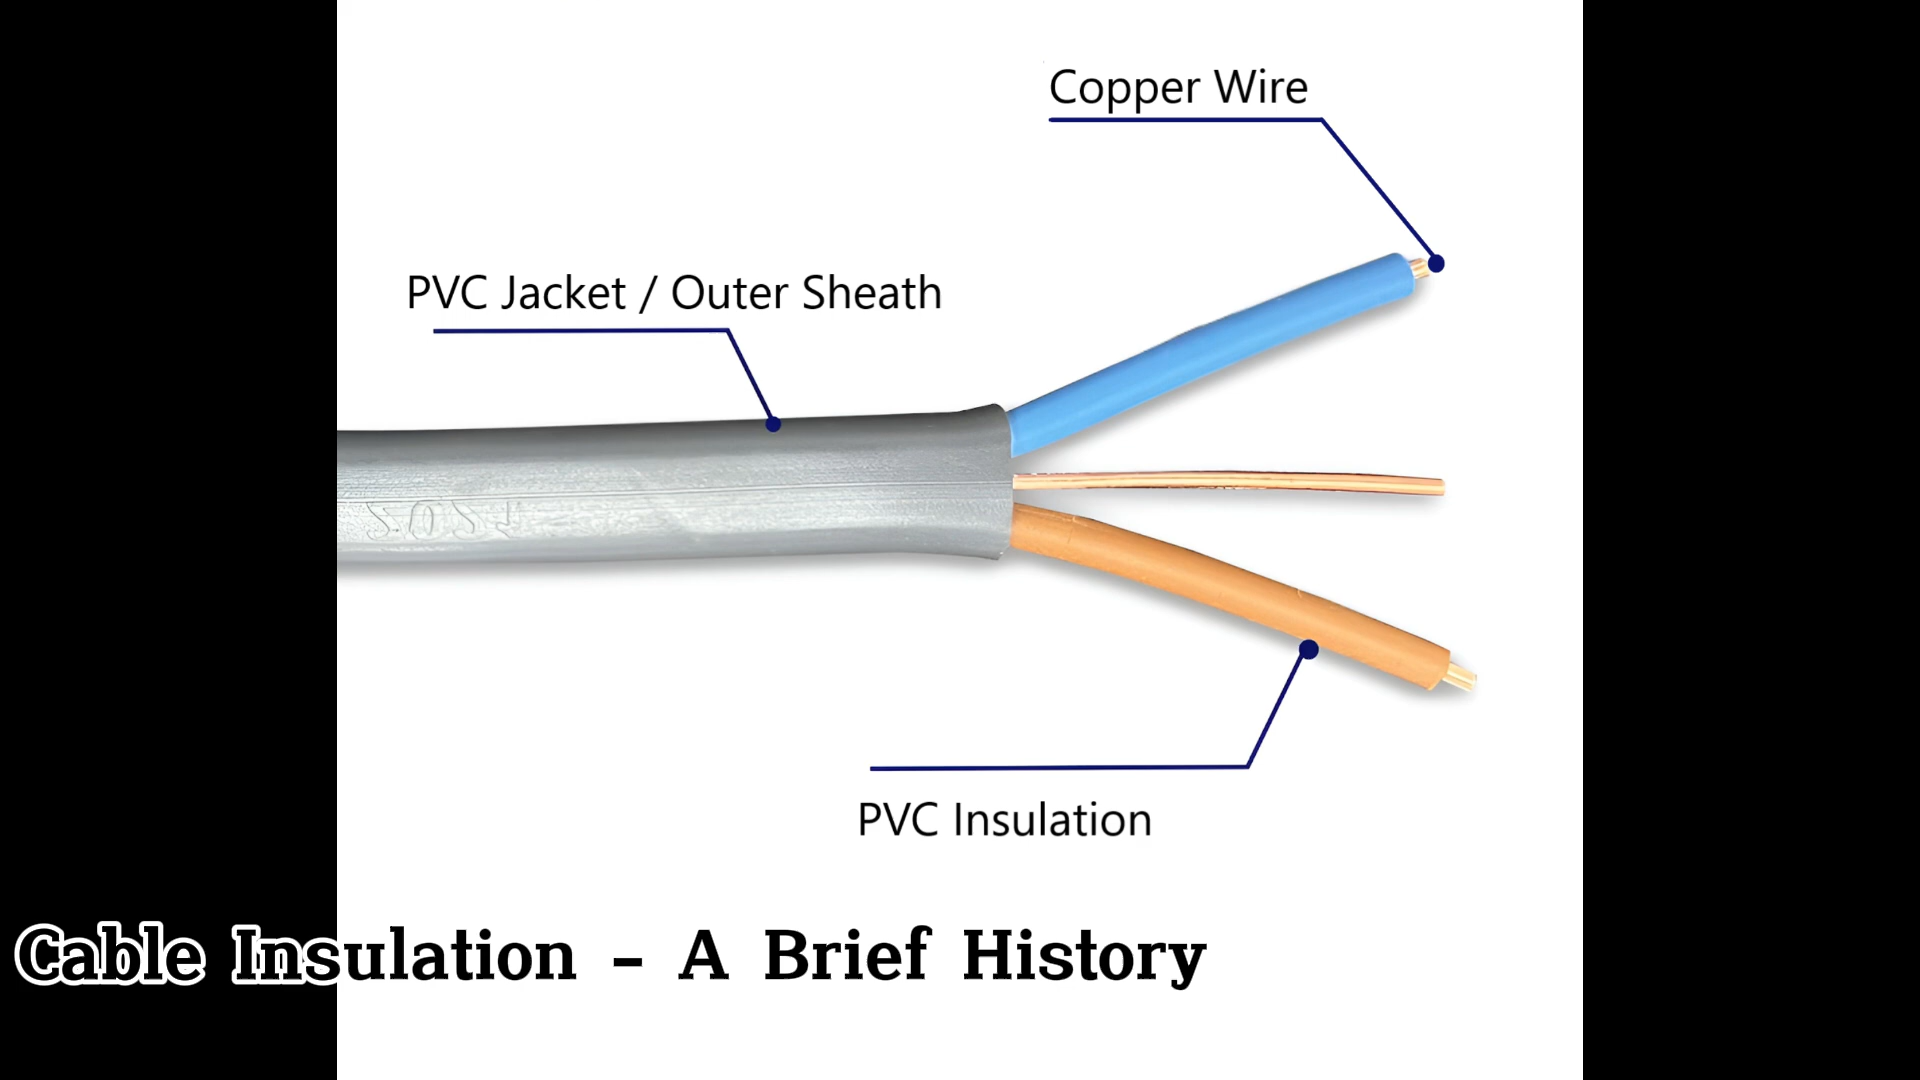 Copper Wire
PVC Jacket / Outer Sheath
PVC Insulation
Cable Insulation – A Brief History